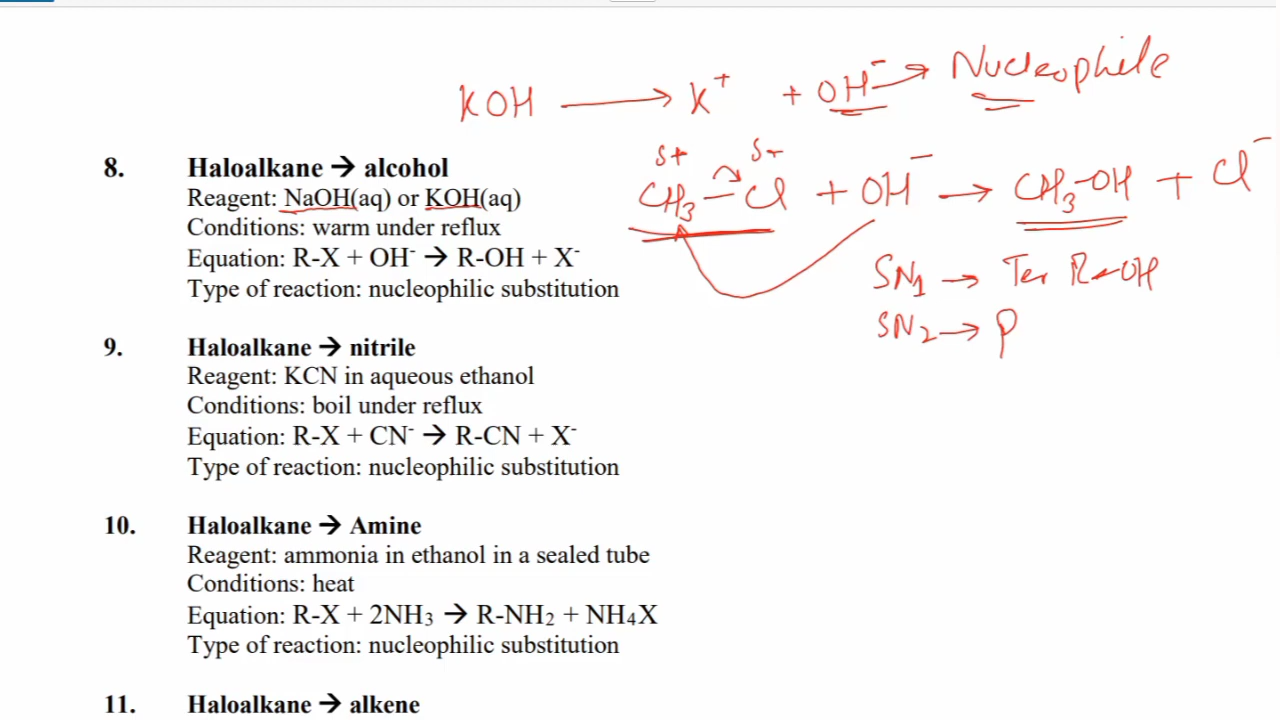 KOH → K⁺ + OH⁻ → Nucleophile
8. Haloalkane → alcohol
Reagent: NaOH(aq) or KOH(aq)
Conditions: warm under reflux
Equation: R-X + OH⁻ → R-OH + X⁻
Type of reaction: nucleophilic substitution
δ+ δ-
CH₃–Cl + OH⁻ → CH₃-OH + Cl⁻
SN₁ → Ter R-OH
SN₂ → P
9. Haloalkane → nitrile
Reagent: KCN in aqueous ethanol
Conditions: boil under reflux
Equation: R-X + CN⁻ → R-CN + X⁻
Type of reaction: nucleophilic substitution
10. Haloalkane → Amine
Reagent: ammonia in ethanol in a sealed tube
Conditions: heat
Equation: R-X + 2NH₃ → R-NH₂ + NH₄X
Type of reaction: nucleophilic substitution
11. Haloalkane → alkene